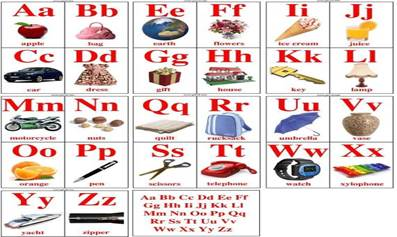 Aa Bb Ee Ff Ii Jj
apple bag earth flowers ice cream juice
Cc Dd Gg Hh Kk Ll
car dress gift house key lamp
Mm Nn Qq Rr Uu Vv
motorcycle nuts quilt rucksack umbrella vase
Oo Pp Ss Tt Ww Xx
orange pen scissors telephone watch xylophone
Yy Zz
yacht zipper
Aa Bb Cc Dd Ee Ff
Gg Hh Ii Jj Kk Ll
Mm Nn Oo Pp Qq
Rr Ss Tt Uu Vv
Ww Xx Yy Zz